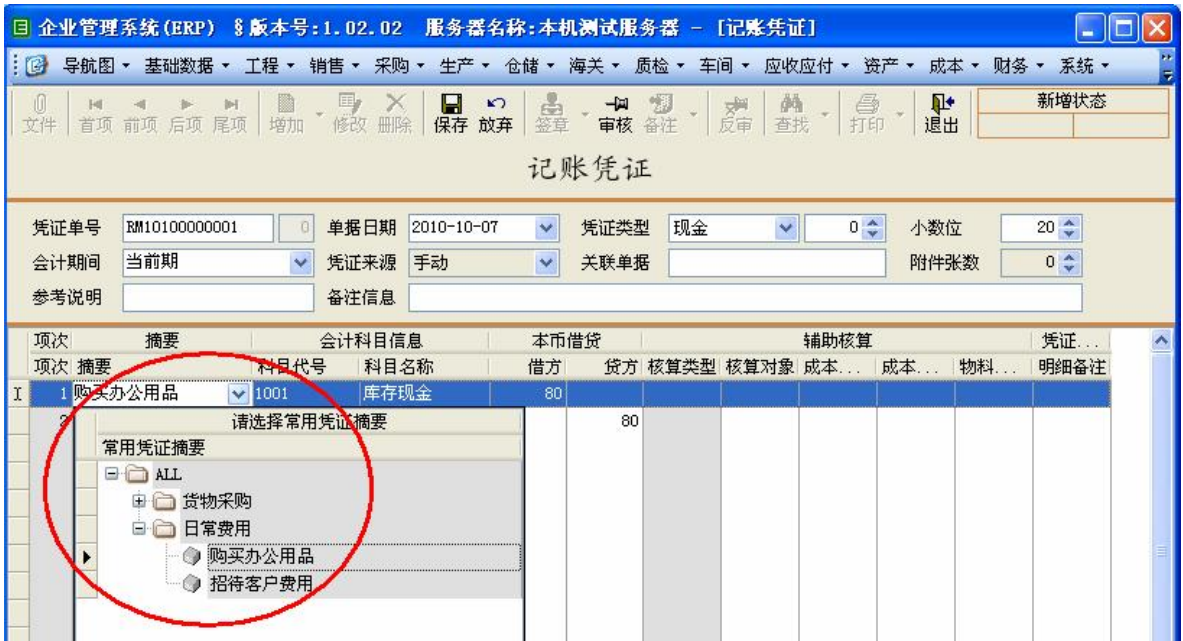 企业管理系统(ERP) §版本号:1.02.02 服务器名称:本机测试服务器 - [记账凭证]
导航图 基础数据 工程 销售 采购 生产 仓储 海关 质检 车间 应收应付 资产 成本 财务 系统
文件 首项 前项 后项 尾项 增加 修改 删除 保存 放弃 签章 审核 备注 反审 查找 打印 退出 新增状态
记账凭证
凭证单号 RM10100000001 0 单据日期 2010-10-07 凭证类型 现金 0 小数位 20
会计期间 当前期 凭证来源 手动 关联单据 附件张数 0
参考说明 备注信息
项次 摘要 会计科目信息 本币借贷 辅助核算 凭证...
项次 摘要 科目代号 科目名称 借方 贷方 核算类型 核算对象 成本... 成本... 物料... 明细备注
1 购买办公用品 1001 库存现金 80
2 请选择常用凭证摘要 80
常用凭证摘要
ALL
货物采购
日常费用
购买办公用品
招待客户费用